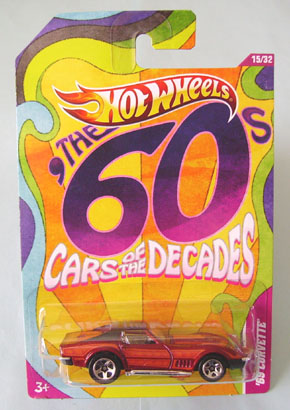 15/32
HOT WHEELS
THE '60s
CARS OF THE DECADES
'69 CORVETTE
3+